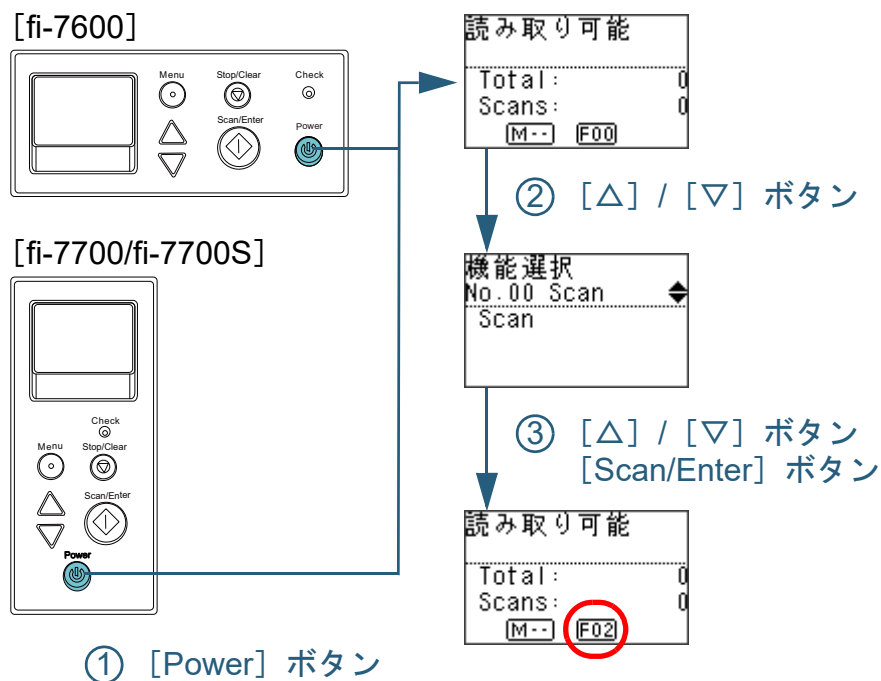 ［fi-7600］
Menu
Stop/Clear
Check
Scan/Enter
Power
［fi-7700/fi-7700S］
Check
Menu
Stop/Clear
Scan/Enter
Power
① ［Power］ボタン
読み取り可能
Total: 0
Scans: 0
M-- F00
② ［△］/［▽］ボタン
機能選択
No.00 Scan
Scan
③ ［△］/［▽］ボタン
［Scan/Enter］ボタン
読み取り可能
Total: 0
Scans: 0
M-- F02